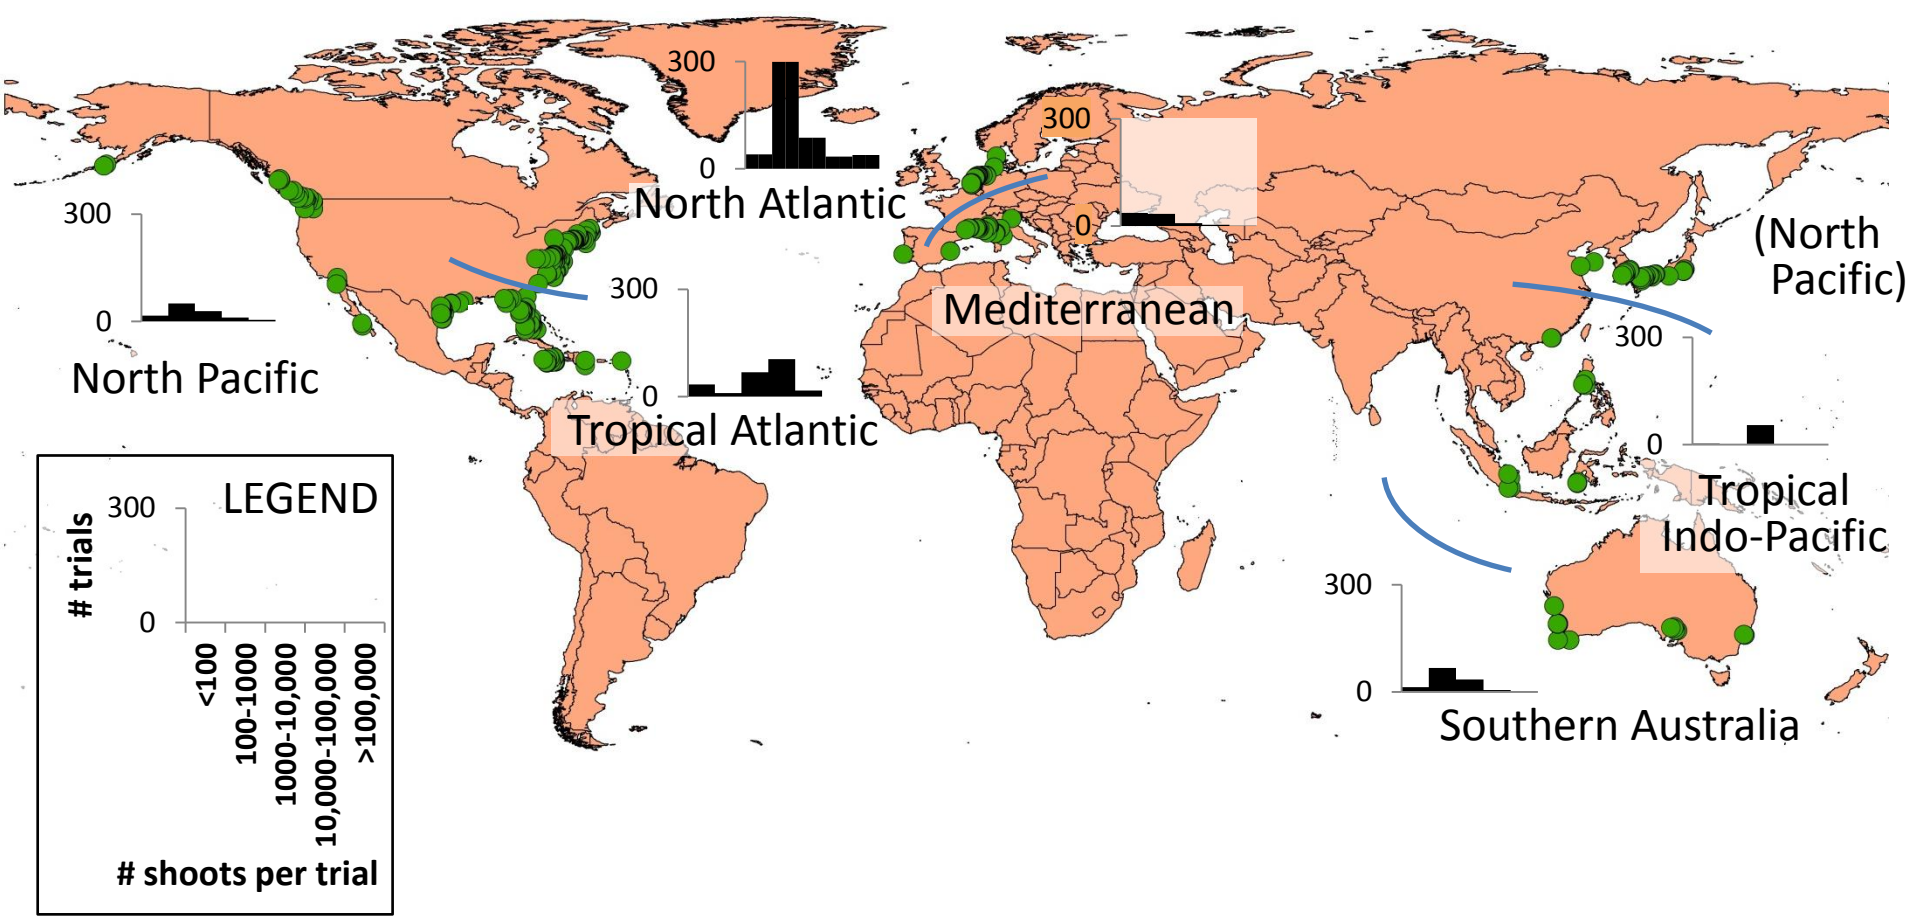 300
0
North Atlantic
300
0
Mediterranean
300
0
North Pacific
(North
Pacific)
300
0
Tropical Atlantic
300
0
Tropical
Indo-Pacific
300
0
Southern Australia
LEGEND
# trials
300
0
<100
100-1000
1000-10,000
10,000-100,000
>100,000
# shoots per trial